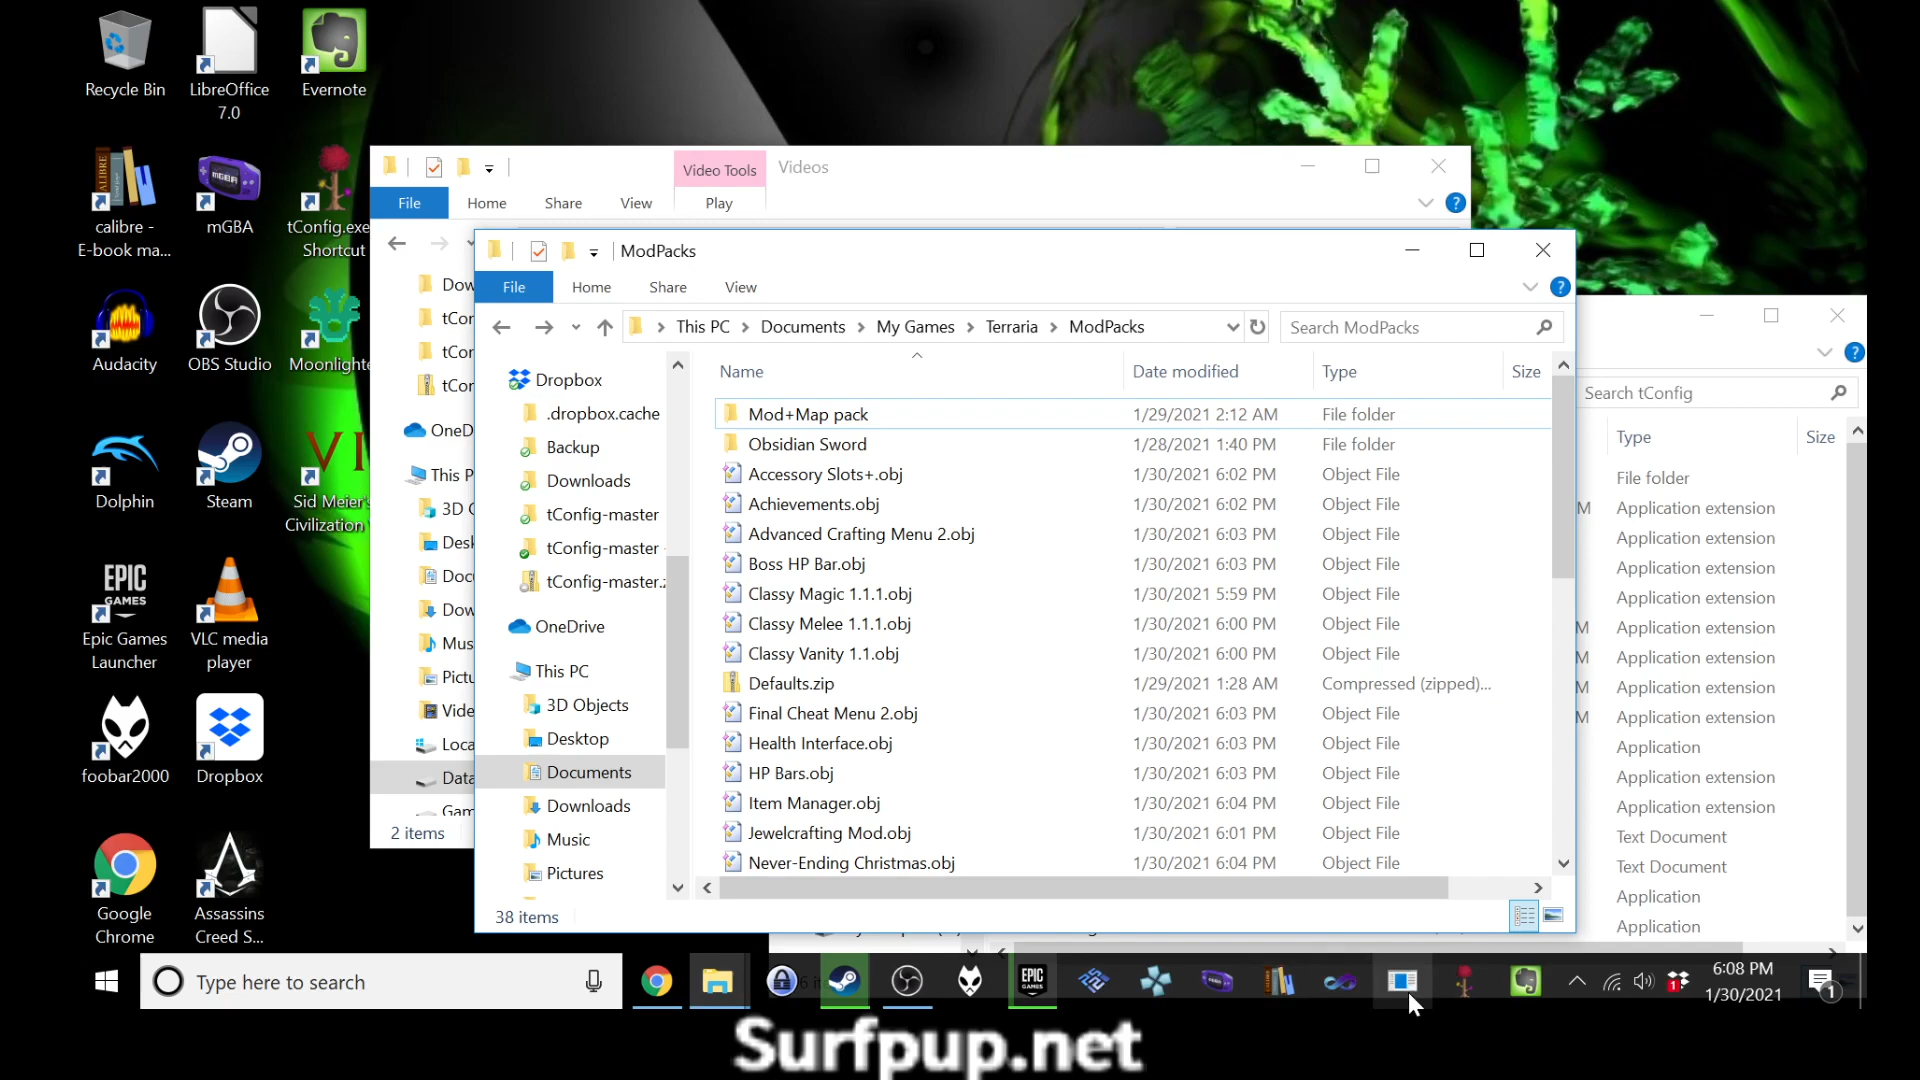 Recycle Bin
LibreOffice
7.0
Evernote
calibre -
E-book ma...
mGBA
tConfig.exe
Shortcut
Audacity
OBS Studio
Moonlighte
Dolphin
Steam
Sid Meier's
Civilization
EPIC
GAMES
Epic Games
Launcher
VLC media
player
foobar2000
Dropbox
Google
Chrome
Assassins
Creed S...
Video Tools
Videos
File
Home
Share
View
Play
Dow
tCor
tCor
tCor
OneD
This P
3D O
Desk
Docu
Dow
Mus
Pictu
Vide
Loca
Data
Gam
2 items
ModPacks
File
Home
Share
View
This PC > Documents > My Games > Terraria > ModPacks
Search ModPacks
Dropbox
.dropbox.cache
Backup
Downloads
tConfig-master
tConfig-master -
tConfig-master.z
OneDrive
This PC
3D Objects
Desktop
Documents
Downloads
Music
Pictures
Name Date modified Type Size
Mod+Map pack 1/29/2021 2:12 AM File folder
Obsidian Sword 1/28/2021 1:40 PM File folder
Accessory Slots+.obj 1/30/2021 6:02 PM Object File
Achievements.obj 1/30/2021 6:02 PM Object File
Advanced Crafting Menu 2.obj 1/30/2021 6:03 PM Object File
Boss HP Bar.obj 1/30/2021 6:03 PM Object File
Classy Magic 1.1.1.obj 1/30/2021 5:59 PM Object File
Classy Melee 1.1.1.obj 1/30/2021 6:00 PM Object File
Classy Vanity 1.1.obj 1/30/2021 6:00 PM Object File
Defaults.zip 1/29/2021 1:28 AM Compressed (zipped)...
Final Cheat Menu 2.obj 1/30/2021 6:03 PM Object File
Health Interface.obj 1/30/2021 6:03 PM Object File
HP Bars.obj 1/30/2021 6:03 PM Object File
Item Manager.obj 1/30/2021 6:04 PM Object File
Jewelcrafting Mod.obj 1/30/2021 6:01 PM Object File
Never-Ending Christmas.obj 1/30/2021 6:04 PM Object File
38 items
Search tConfig
Type Size
File folder
M Application extension
Application extension
Application extension
Application extension
M Application extension
M Application extension
M Application extension
M Application extension
Application
Application extension
Application extension
Text Document
Text Document
Application
Application
Type here to search
EPIC
GAMES
1
6:08 PM
1/30/2021
1
Surfpup.net